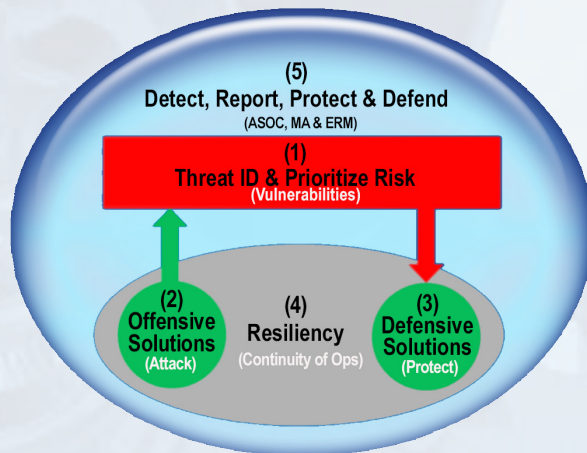 (5)
Detect, Report, Protect & Defend
(ASOC, MA & ERM)
(1)
Threat ID & Prioritize Risk
(Vulnerabilities)
(2)
Offensive
Solutions
(Attack)
(4)
Resiliency
(Continuity of Ops)
(3)
Defensive
Solutions
(Protect)